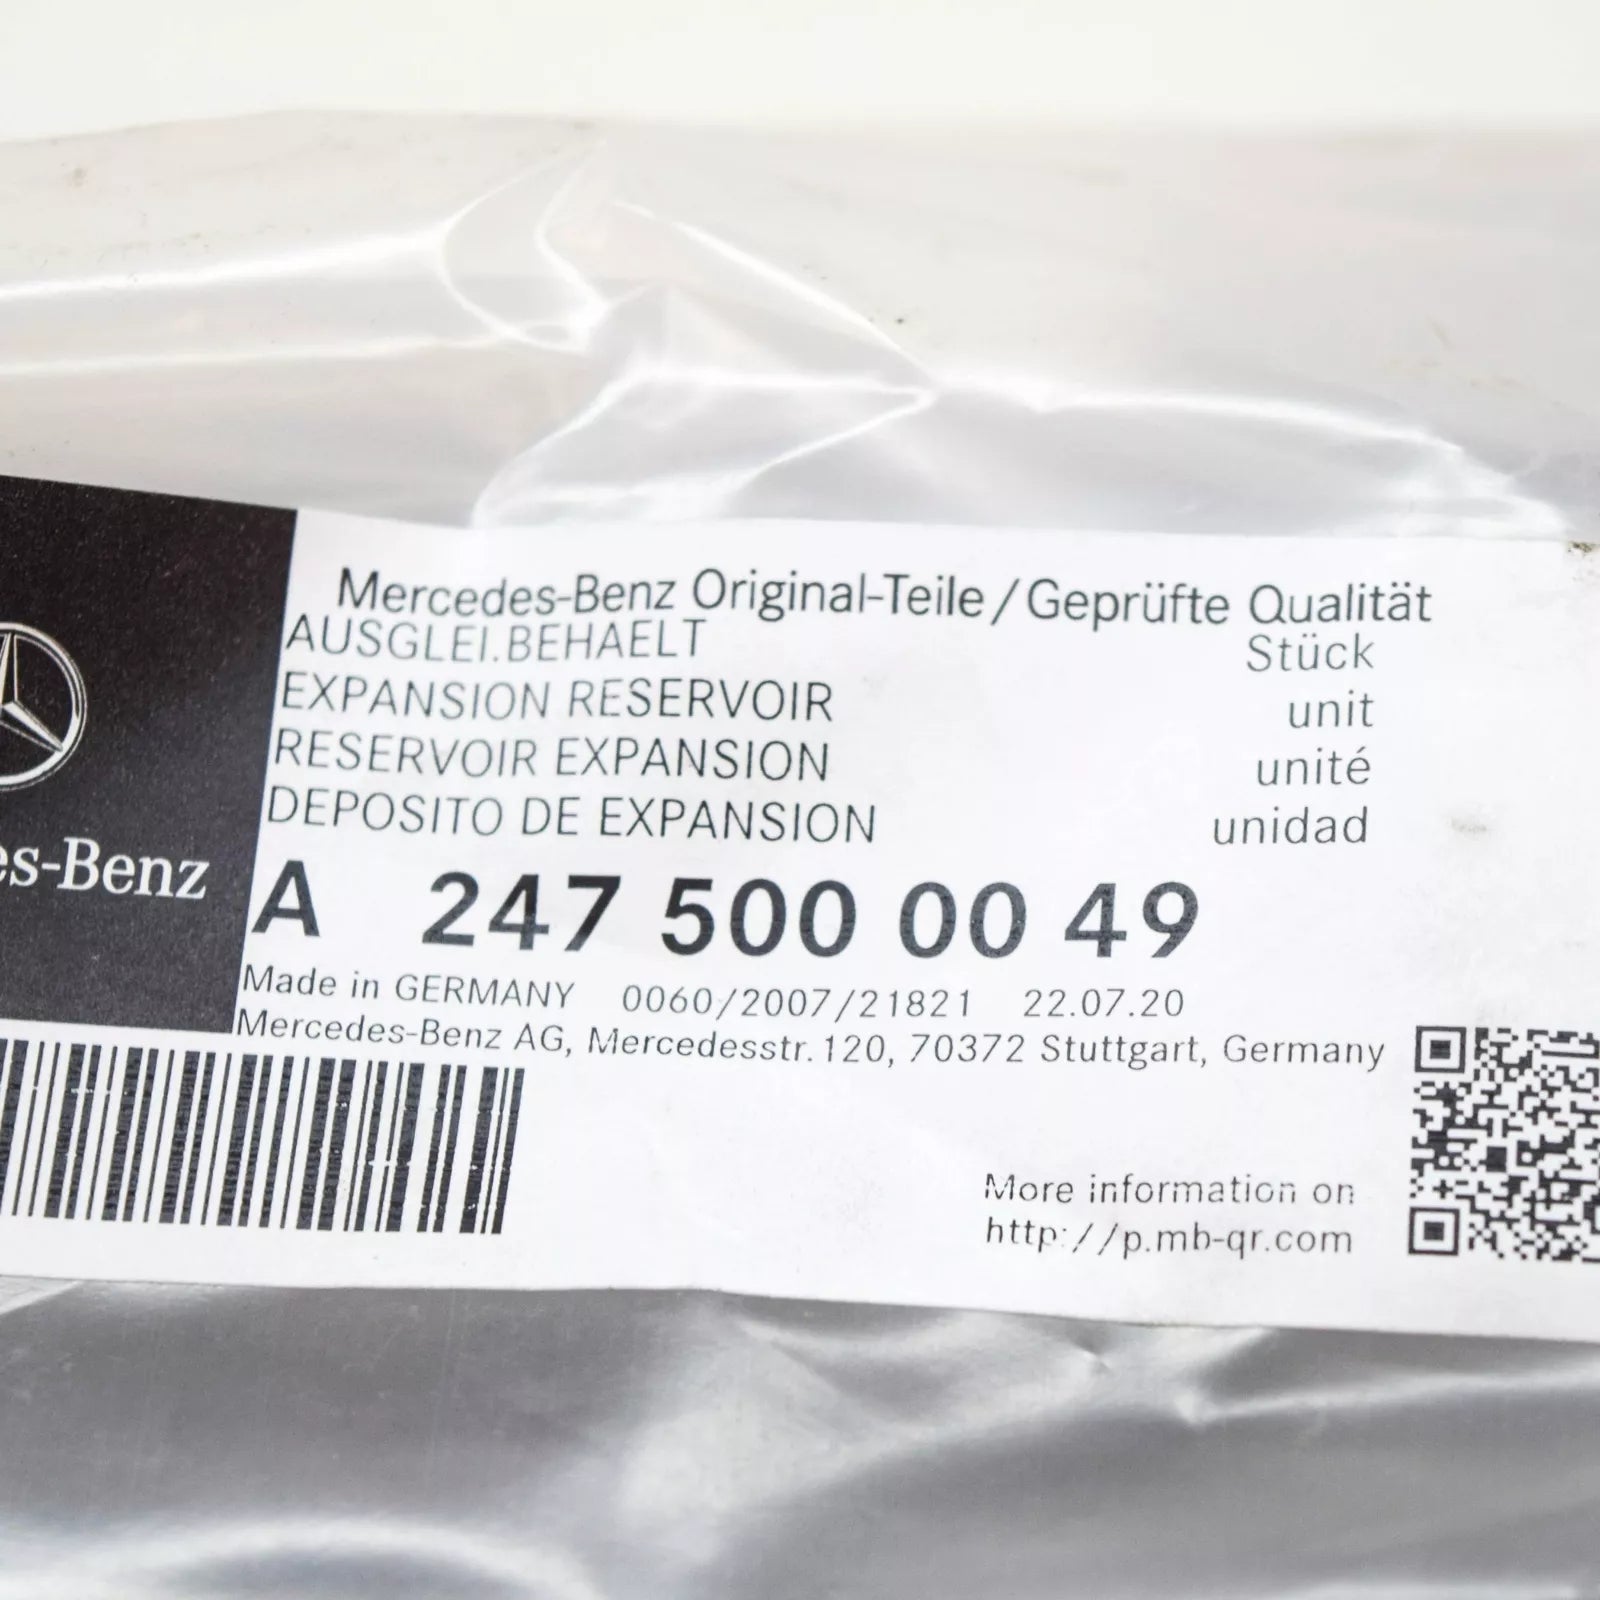 Mercedes-Benz Original-Teile / Geprüfte Qualität
AUSGLEI.BEHAELT Stück
EXPANSION RESERVOIR unit
RESERVOIR EXPANSION unité
DEPOSITO DE EXPANSION unidad
es-Benz
A 247 500 00 49
Made in GERMANY 0060/2007/21821 22.07.20
Mercedes-Benz AG, Mercedesstr. 120, 70372 Stuttgart, Germany
More information on
http://p.mb-qr.com